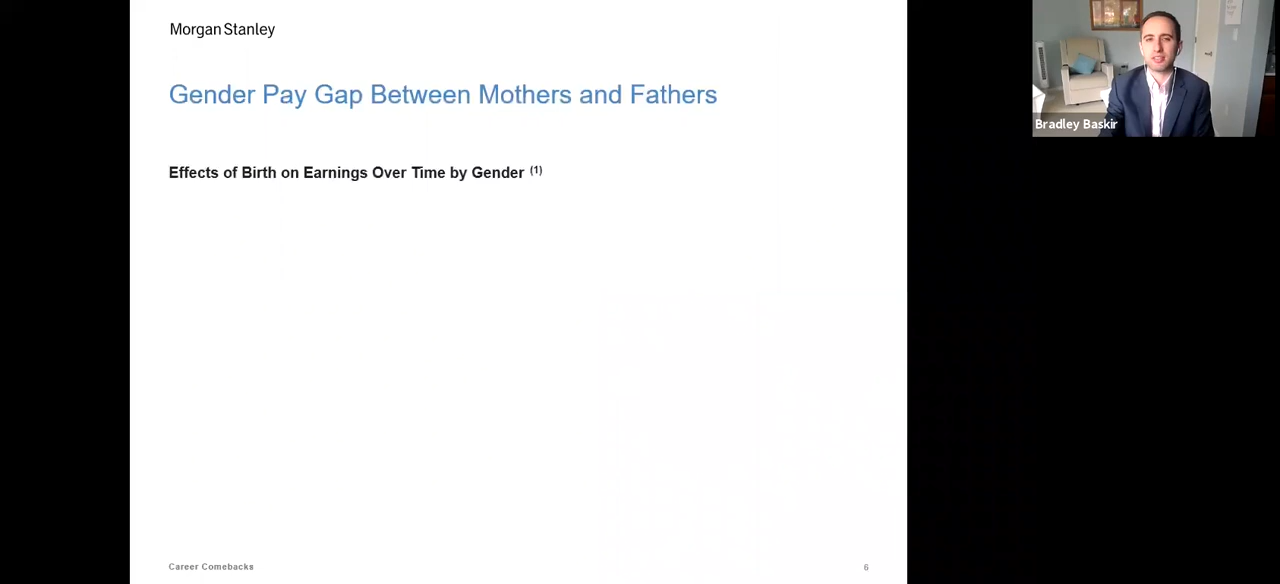 Morgan Stanley
Gender Pay Gap Between Mothers and Fathers
Effects of Birth on Earnings Over Time by Gender (1)
Career Comebacks
6
Bradley Baskir